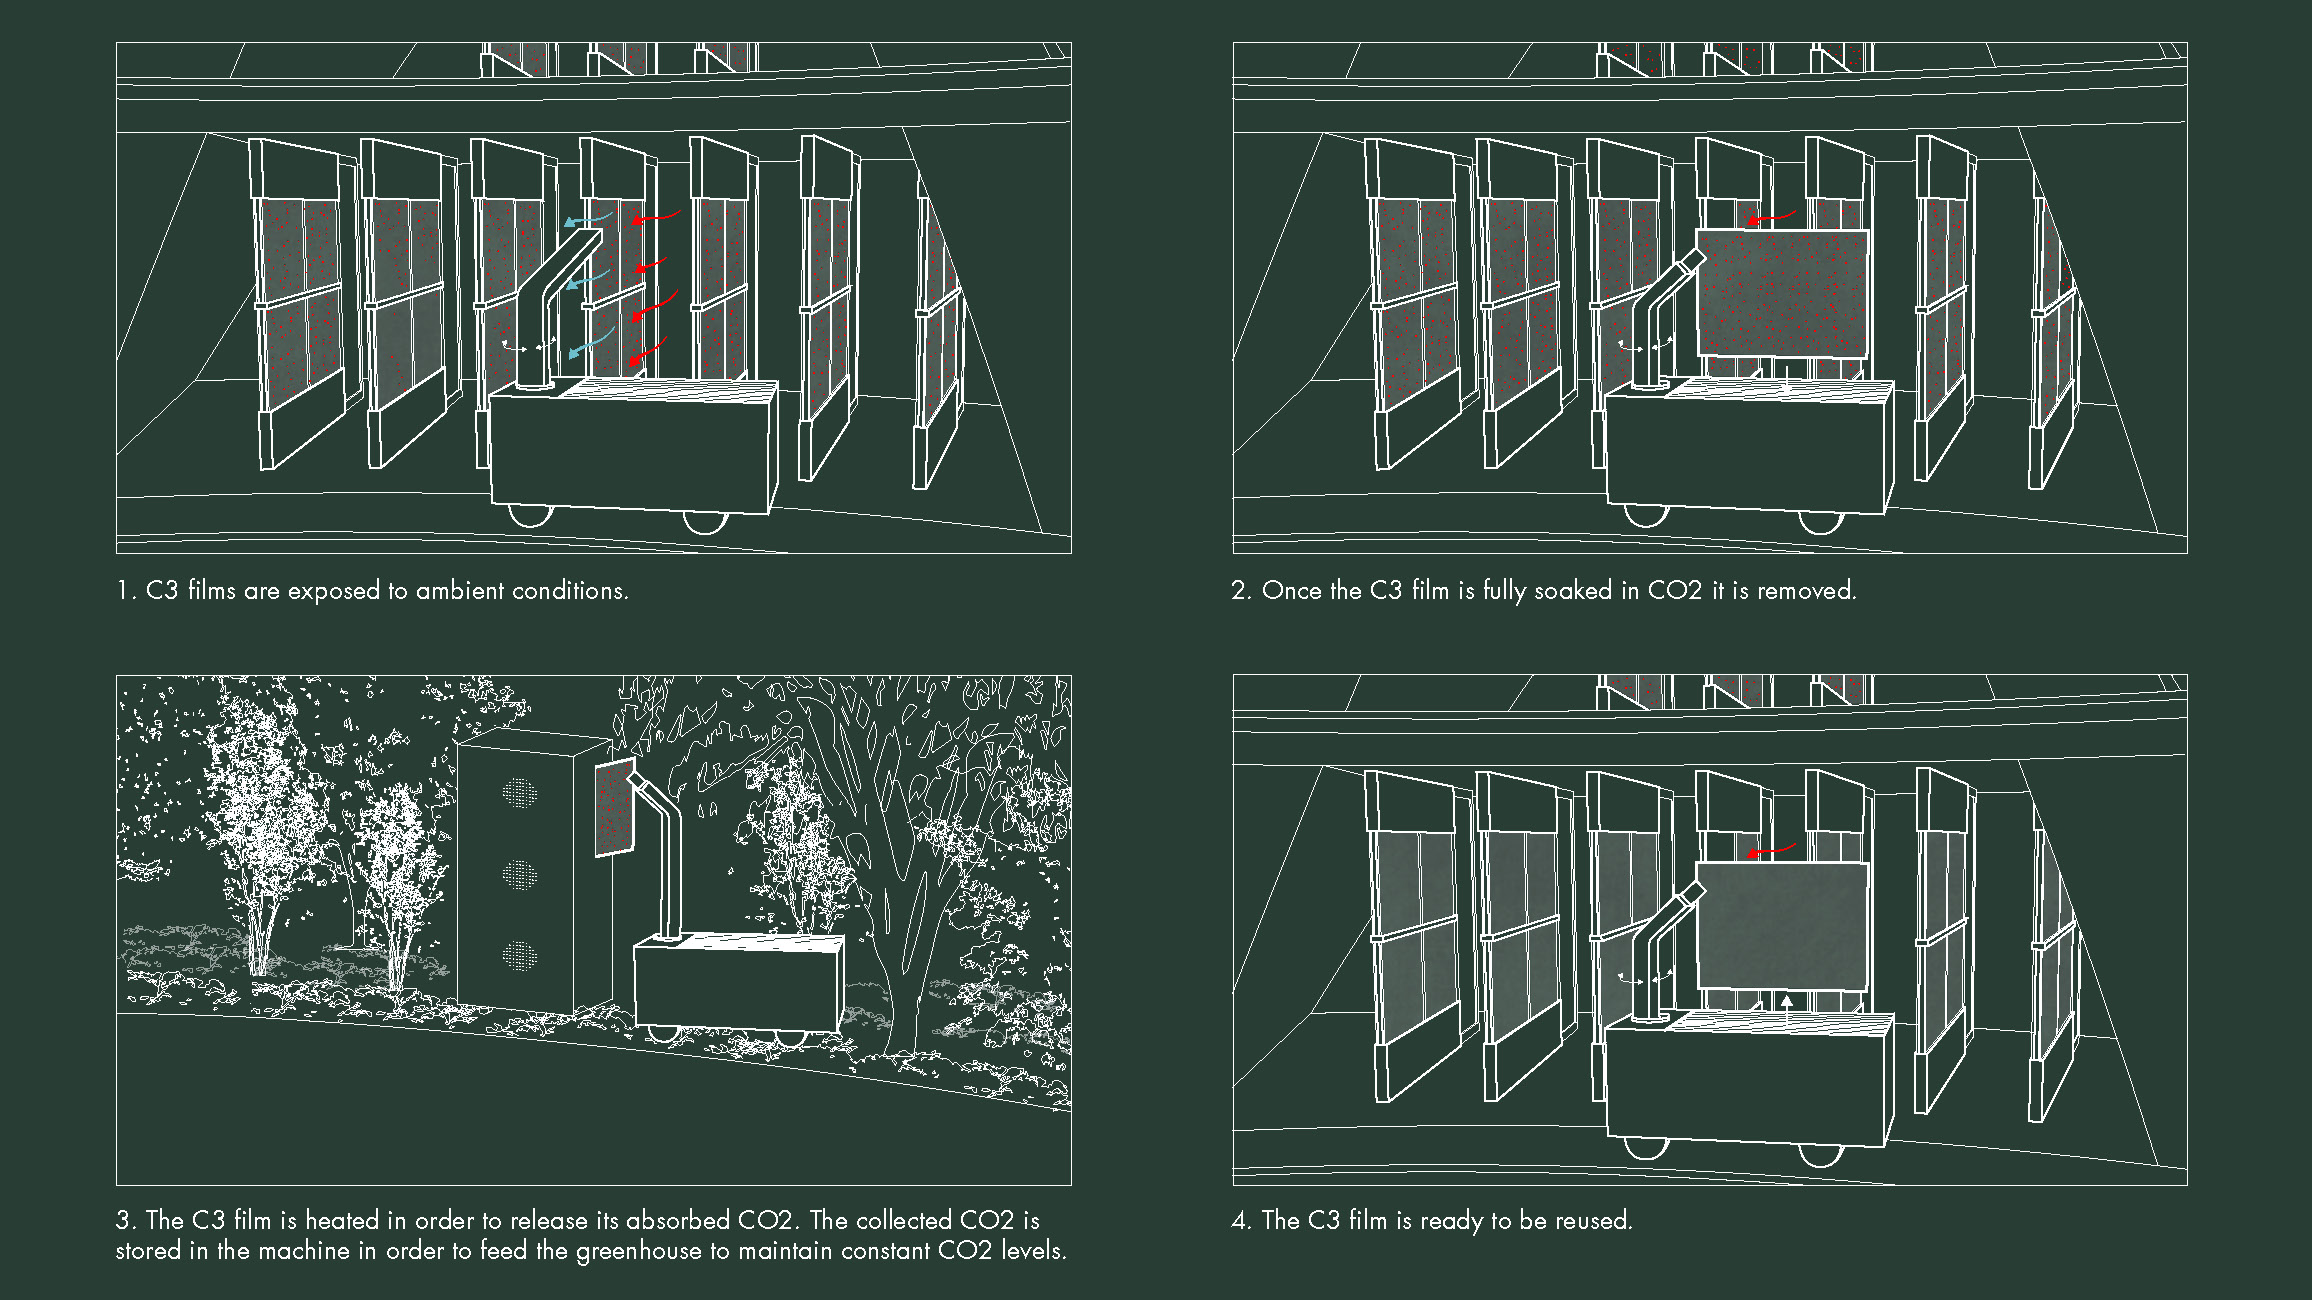 1. C3 films are exposed to ambient conditions.
2. Once the C3 film is fully soaked in CO2 it is removed.
3. The C3 film is heated in order to release its absorbed CO2. The collected CO2 is
stored in the machine in order to feed the greenhouse to maintain constant CO2 levels.
4. The C3 film is ready to be reused.